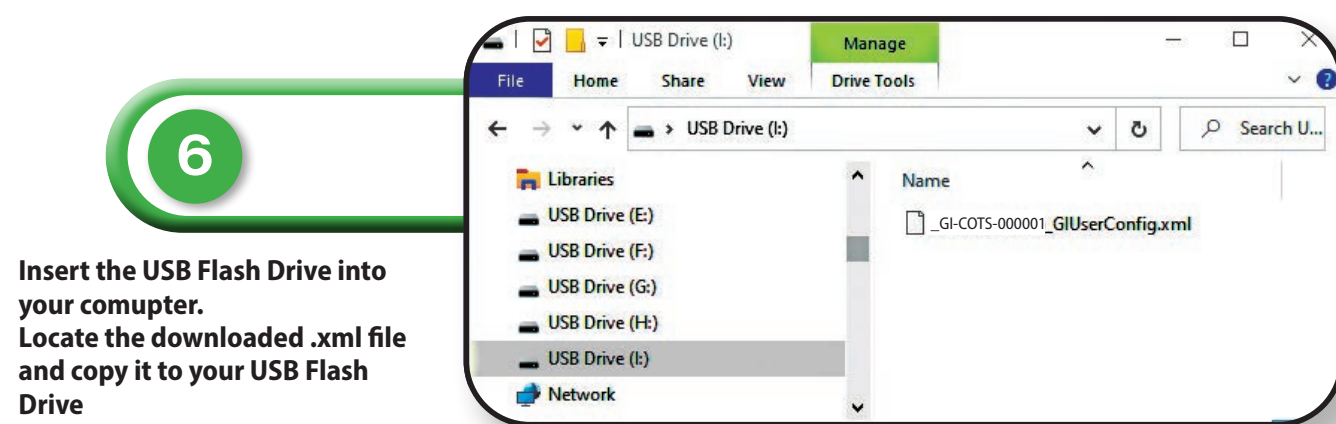 6
Insert the USB Flash Drive into
your comupter.
Locate the downloaded .xml file
and copy it to your USB Flash
Drive
USB Drive (I:)
Manage
File Home Share View Drive Tools
USB Drive (I:)
Search U...
Libraries
USB Drive (E:)
USB Drive (F:)
USB Drive (G:)
USB Drive (H:)
USB Drive (I:)
Network
Name
_GI-COTS-000001_GIUserConfig.xml